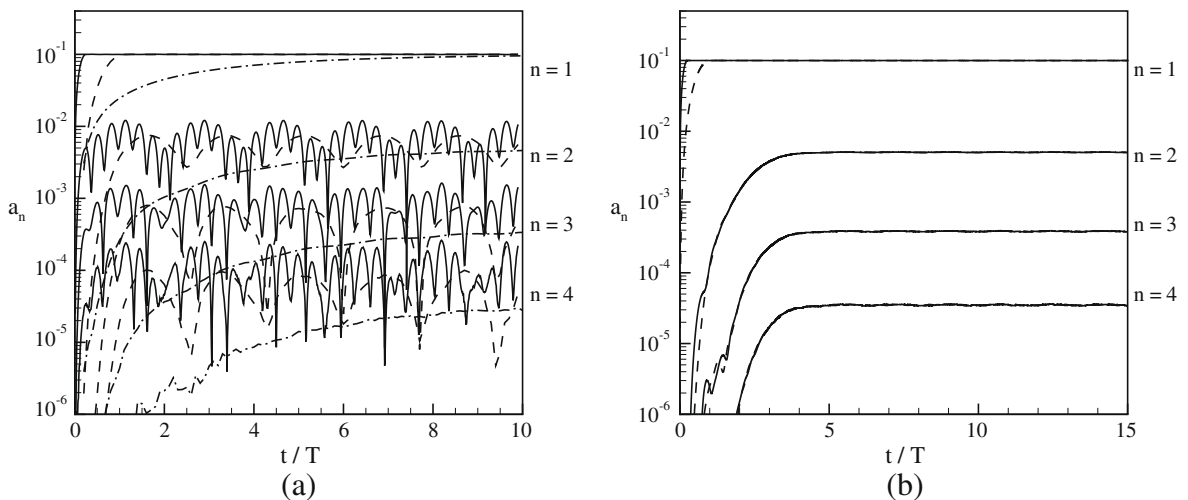 10^-1
10^-2
10^-3
10^-4
10^-5
10^-6
a_n
n = 1
n = 2
n = 3
n = 4
0 2 4 6 8 10
t / T
(a)
10^-1
10^-2
10^-3
10^-4
10^-5
10^-6
a_n
n = 1
n = 2
n = 3
n = 4
0 5 10 15
t / T
(b)